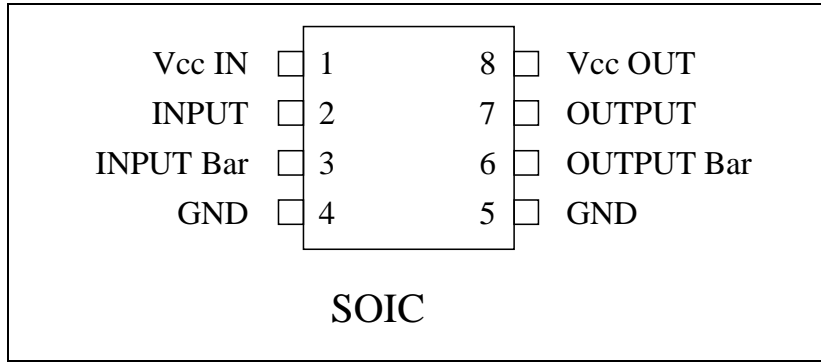 Vcc IN 1 8 Vcc OUT
INPUT 2 7 OUTPUT
INPUT Bar 3 6 OUTPUT Bar
GND 4 5 GND
SOIC